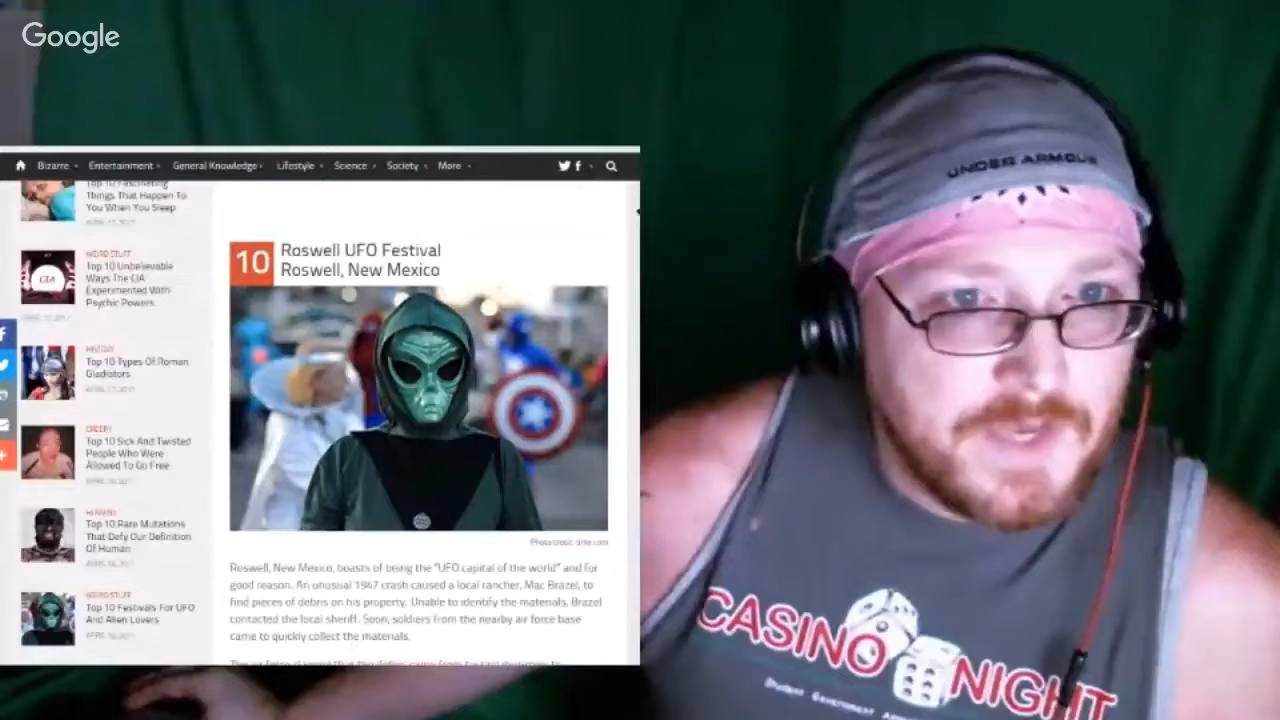 Google
Bizarre
Entertainment
General Knowledge
Lifestyle
Science
Society
More
Top 10 Fascinating
Things That Happen To
You When You Sleep
WEIRD STUFF
Top 10 Unbelievable
Ways The CIA
Experimented With
Psychic Powers
CIA
HISTORY
Top 10 Types Of Roman
Gladiators
CREEPY
Top 10 Sick And Twisted
People Who Were
Allowed To Go Free
HUMANS
Top 10 Rare Mutations
That Defy Our Definition
Of Human
WEIRD STUFF
Top 10 Festivals For UFO
And Alien Lovers
10
Roswell UFO Festival
Roswell, New Mexico
Photo credit: time.com
Roswell, New Mexico, boasts of being the "UFO capital of the world" and for
good reason. An unusual 1947 crash caused a local rancher, Mac Brazel, to
find pieces of debris on his property. Unable to identify the materials, Brazel
contacted the local sheriff. Soon, soldiers from the nearby air force base
came to quickly collect the materials.
UNDER ARMOUR
CASINO NIGHT
Student Government